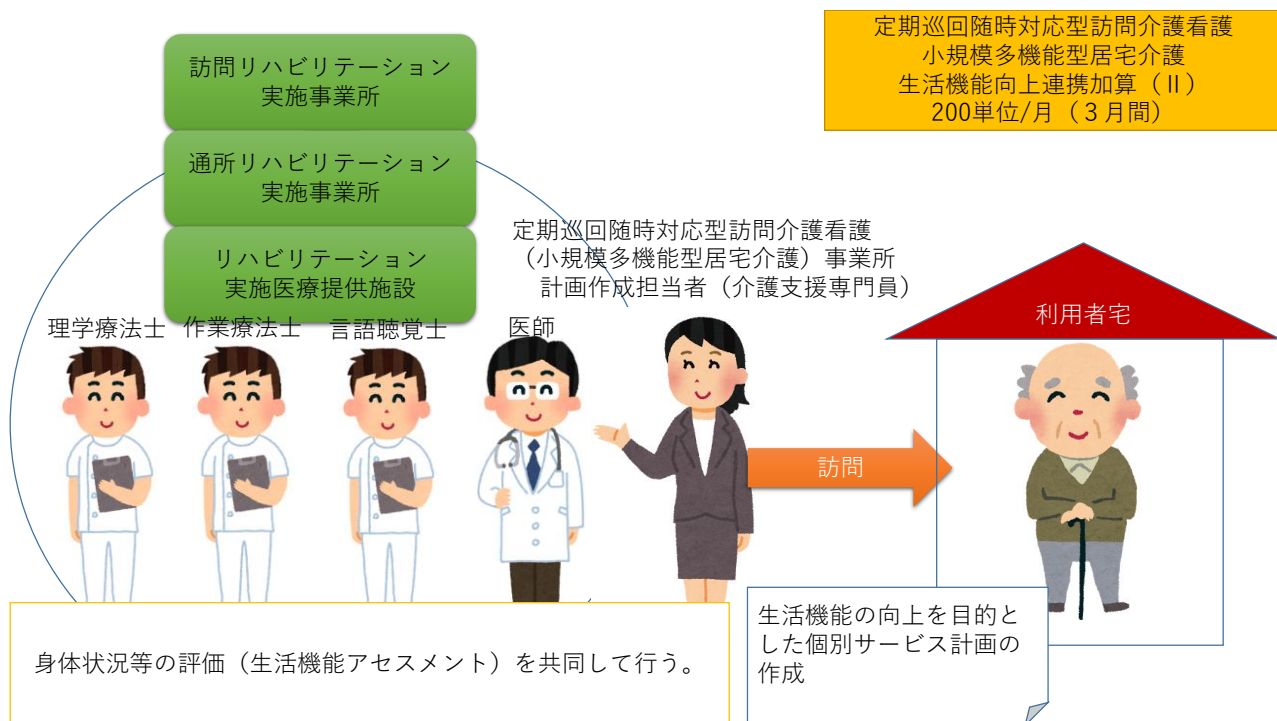 定期巡回随時対応型訪問介護看護
小規模多機能型居宅介護
生活機能向上連携加算（Ⅱ）
200単位/月（３月間）
訪問リハビリテーション
実施事業所
通所リハビリテーション
実施事業所
リハビリテーション
実施医療提供施設
定期巡回随時対応型訪問介護看護
（小規模多機能型居宅介護）事業所
計画作成担当者（介護支援専門員）
理学療法士
作業療法士
言語聴覚士
医師
利用者宅
訪問
身体状況等の評価（生活機能アセスメント）を共同して行う。
生活機能の向上を目的と
した個別サービス計画の
作成